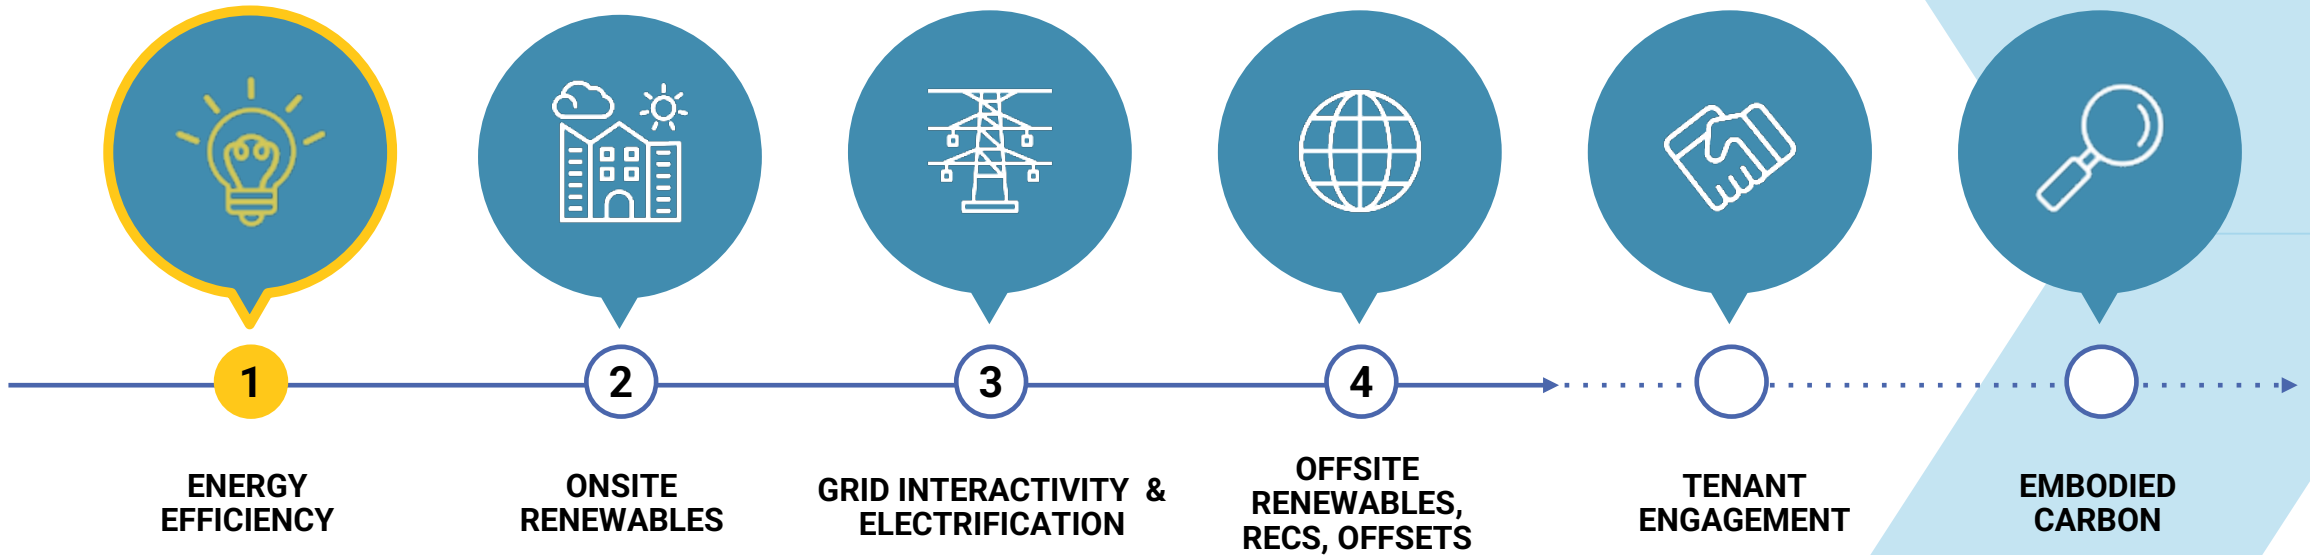 1
2
3
4
ENERGY
EFFICIENCY
ONSITE
RENEWABLES
GRID INTERACTIVITY &
ELECTRIFICATION
OFFSITE
RENEWABLES,
RECS, OFFSETS
TENANT
ENGAGEMENT
EMBODIED
CARBON